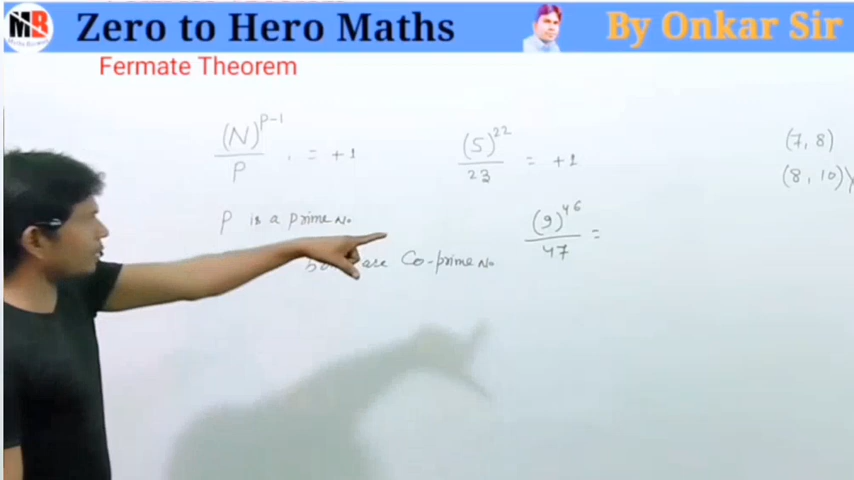 MB
Zero to Hero Maths
By Onkar Sir
Fermate Theorem
(N)^P-1 / P . = +1
(5)^22 / 23 = +1
(7, 8)
(8, 10)
P is a prime No
(9)^46 / 47 =
are Co-prime No